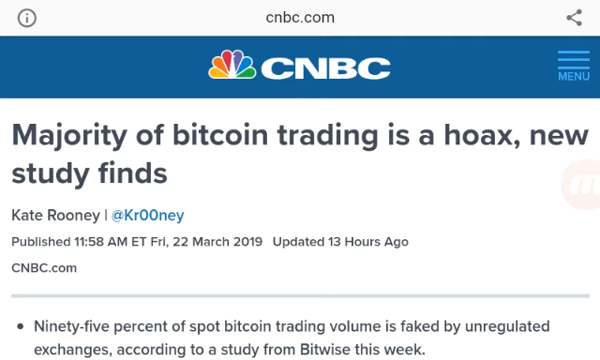 cnbc.com
CNBC
MENU
Majority of bitcoin trading is a hoax, new
study finds
Kate Rooney | @Kr00ney
Published 11:58 AM ET Fri, 22 March 2019 Updated 13 Hours Ago
CNBC.com
Ninety-five percent of spot bitcoin trading volume is faked by unregulated
exchanges, according to a study from Bitwise this week.